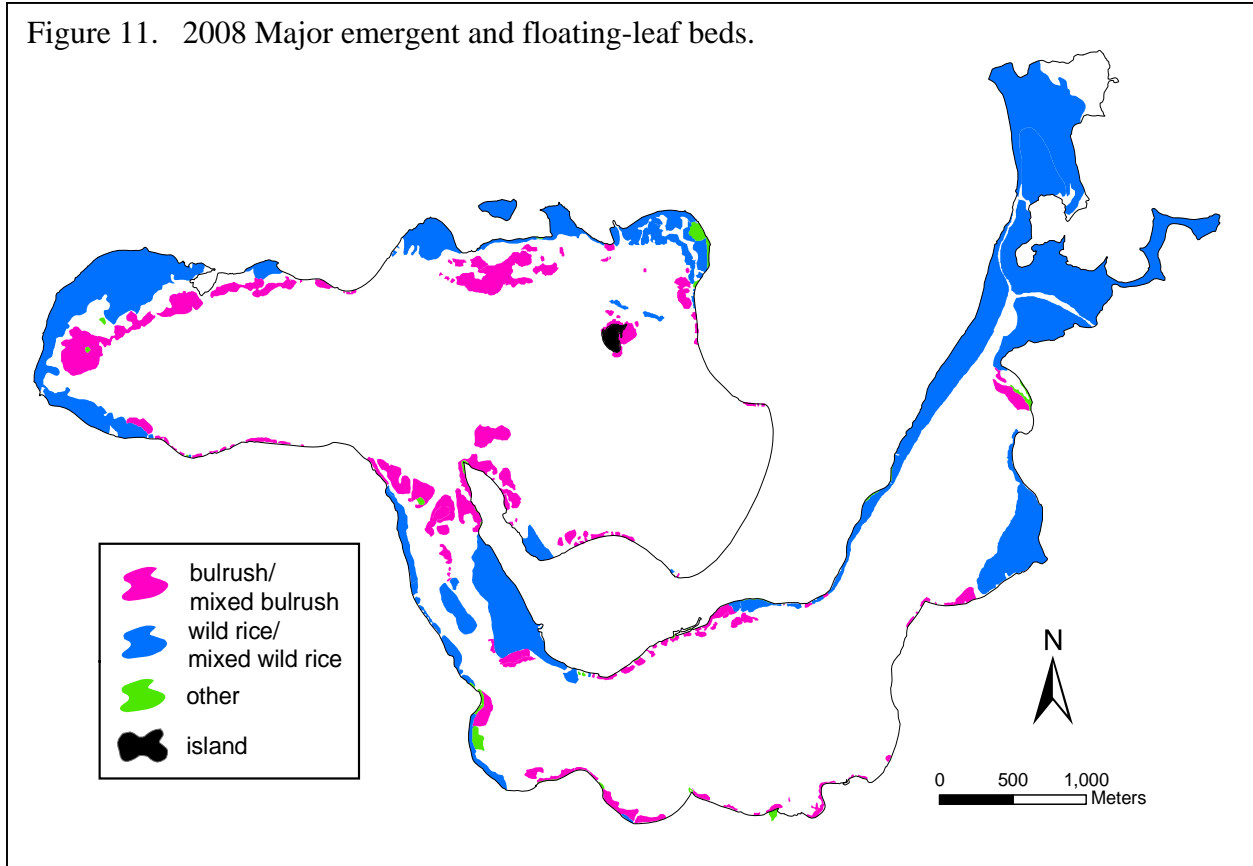 Figure 11.   2008 Major emergent and floating-leaf beds.
bulrush/
mixed bulrush
wild rice/
mixed wild rice
other
island
N
0 500 1,000
Meters